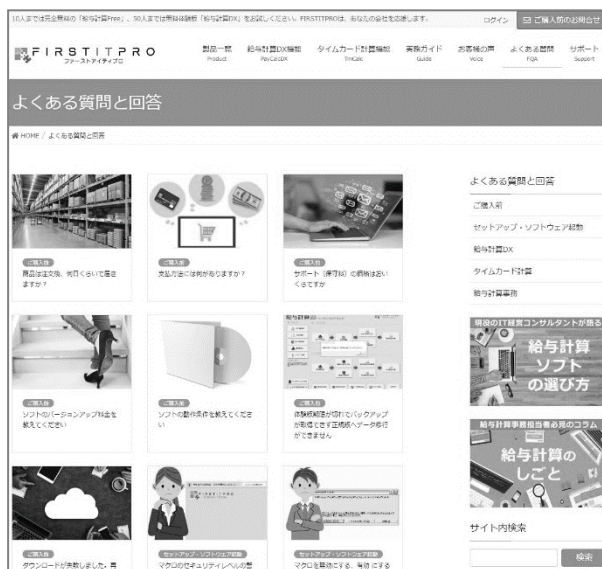 10人までは完全無料の「給与計算Free」、50人までは無料体験版「給与計算DX」をお試しください。FIRSTITPROは、あなたの会社を応援します。
ログイン
ご購入前のお問合せ
FIRSTITPRO
ファーストアイティプロ
製品一覧
Product
給与計算DX機能
PayCalcDX
タイムカード計算機能
TmCalc
実務ガイド
Guide
お客様の声
Voice
よくある質問
FQA
サポート
Support
よくある質問と回答
HOME / よくある質問と回答
ご購入前
商品は注文後、何日くらいで届き
ますか？
ご購入前
支払方法には何がありますか？
ご購入前
サポート（保守料）の価格はおい
くらですか
ご購入前
ソフトのバージョンアップ料金を
教えてください
ご購入前
ソフトの動作条件を教えてくださ
い
ご購入前
体験版期限が切れてバックアップ
が取得できず正規版へデータ移行
ができません
ご購入前
ダウンロードが失敗しました。再
FIRSTITPRO
セットアップ・ソフトウェア起動
マクロのセキュリティレベルの設
セットアップ・ソフトウェア起動
マクロを無効にする、有効にする
よくある質問と回答
ご購入前
セットアップ・ソフトウェア起動
給与計算DX
タイムカード計算
給与計算事務
現役のIT経営コンサルタントが語る
給与計算
ソフト
の選び方
給与計算事務担当者必見のコラム
給与計算の
しごと
サイト内検索
検索